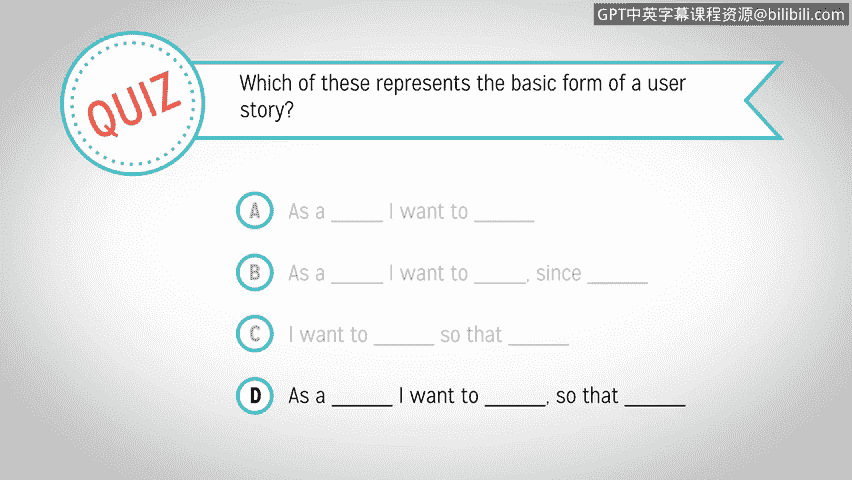 GPT中英字幕课程资源@bilibili.com
QUIZ
Which of these represents the basic form of a user
story?
A As a _____ I want to ______
B As a _____ I want to _____, since ______
C I want to ______ so that ______
D As a ______ I want to ______, so that ______